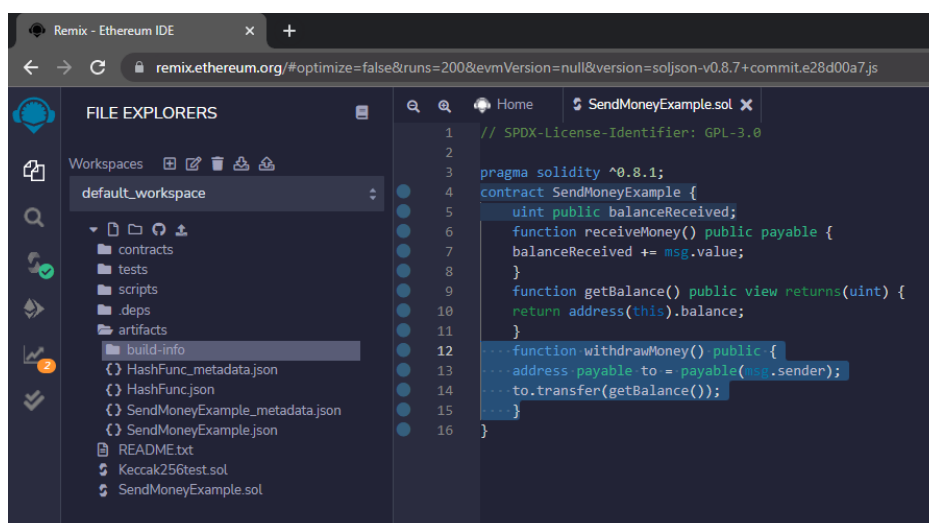 Remix - Ethereum IDE
remix.ethereum.org/#optimize=false&runs=200&evmVersion=null&version=soljson-v0.8.7+commit.e28d00a7.js
FILE EXPLORERS
Workspaces
default_workspace
contracts
tests
scripts
.deps
artifacts
build-info
HashFunc_metadata.json
HashFunc.json
SendMoneyExample_metadata.json
SendMoneyExample.json
README.txt
Keccak256test.sol
SendMoneyExample.sol
2
Home
SendMoneyExample.sol
1 // SPDX-License-Identifier: GPL-3.0
2
3 pragma solidity ^0.8.1;
4 contract SendMoneyExample {
5 uint public balanceReceived;
6 function receiveMoney() public payable {
7 balanceReceived += msg.value;
8 }
9 function getBalance() public view returns(uint) {
10 return address(this).balance;
11 }
12 ····function·withdrawMoney()·public·{
13 ····address·payable·to·=·payable(msg.sender);
14 ····to.transfer(getBalance());
15 ····}
16 }